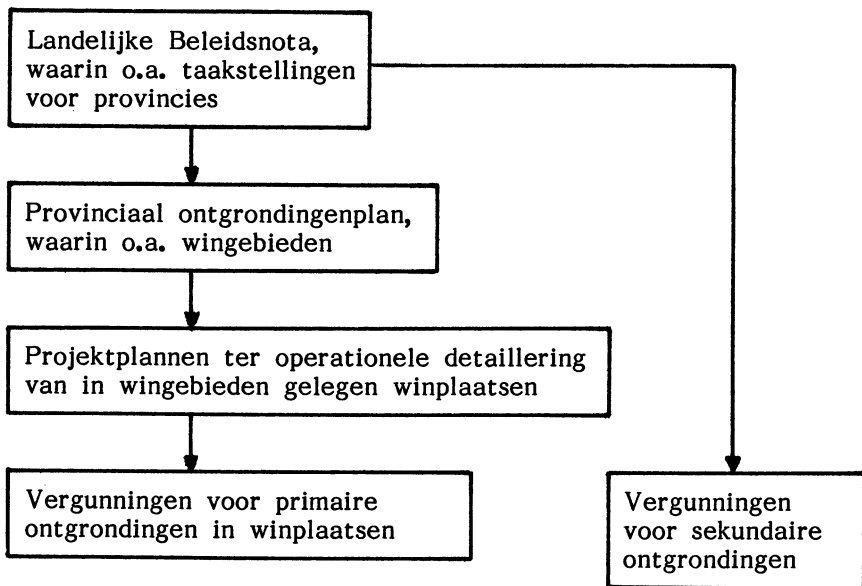 Landelijke Beleidsnota,
waarin o.a. taakstellingen
voor provincies
Provinciaal ontgrondingenplan,
waarin o.a. wingebieden
Projektplannen ter operationele detaillering
van in wingebieden gelegen winplaatsen
Vergunningen voor primaire
ontgrondingen in winplaatsen
Vergunningen
voor sekundaire
ontgrondingen